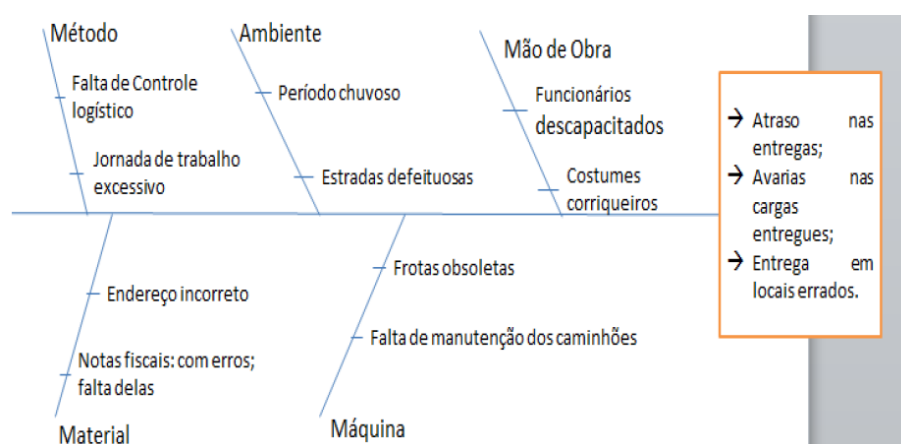 Método
Falta de Controle
logístico
Jornada de trabalho
excessivo
Ambiente
Período chuvoso
Estradas defeituosas
Mão de Obra
Funcionários
descapacitados
Costumes
corriqueiros
→ Atraso nas
entregas;
→ Avarias nas
cargas
entregues;
→ Entrega em
locais errados.
Endereço incorreto
Notas fiscais: com erros;
falta delas
Material
Frotas obsoletas
Falta de manutenção dos caminhões
Máquina